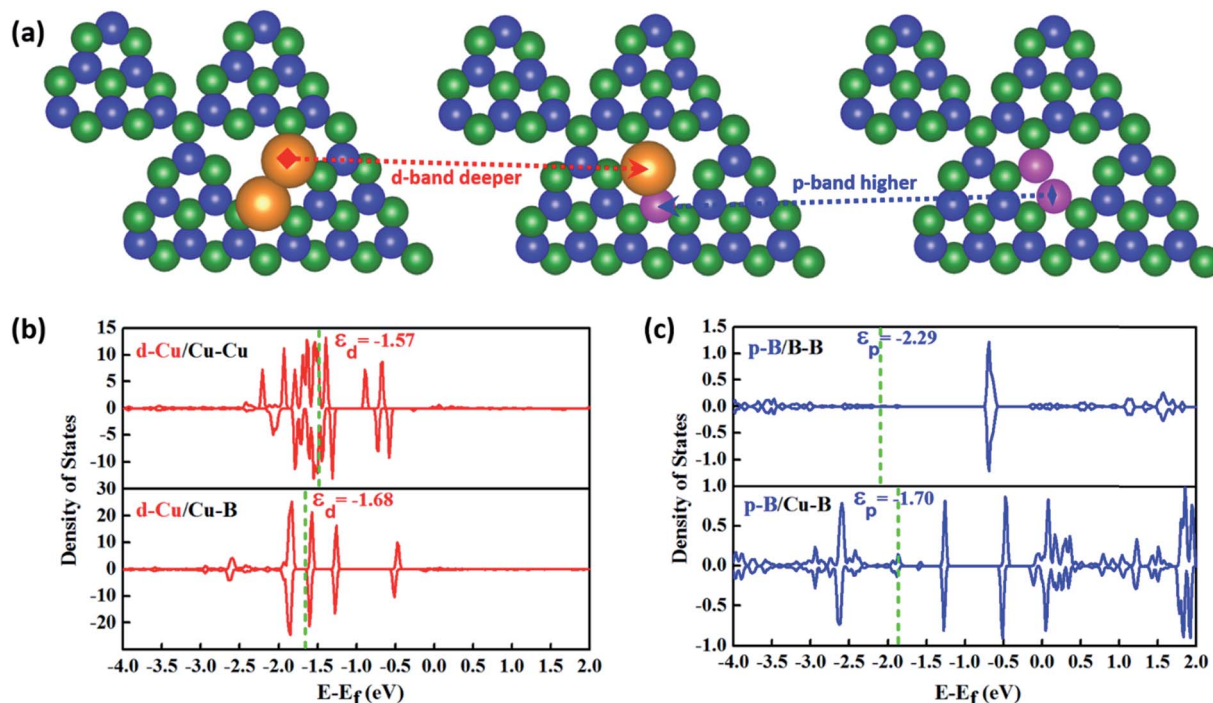 (a)
d-band deeper
p-band higher
(b)
d-Cu/Cu-Cu
εd= -1.57
15
10
5
0
-5
-10
30
d-Cu/Cu-B
εd= -1.68
20
10
0
-10
-20
Density of States
-4.0 -3.5 -3.0 -2.5 -2.0 -1.5 -1.0 -0.5 0.0 0.5 1.0 1.5 2.0
E-Ef (eV)
(c)
p-B/B-B
εp= -2.29
1.5
1.0
0.5
0.0
-0.5
-1.0
1.0
p-B/Cu-B
εp= -1.70
0.5
0.0
-0.5
-1.0
Density of States
-4.0 -3.5 -3.0 -2.5 -2.0 -1.5 -1.0 -0.5 0.0 0.5 1.0 1.5 2.0
E-Ef (eV)